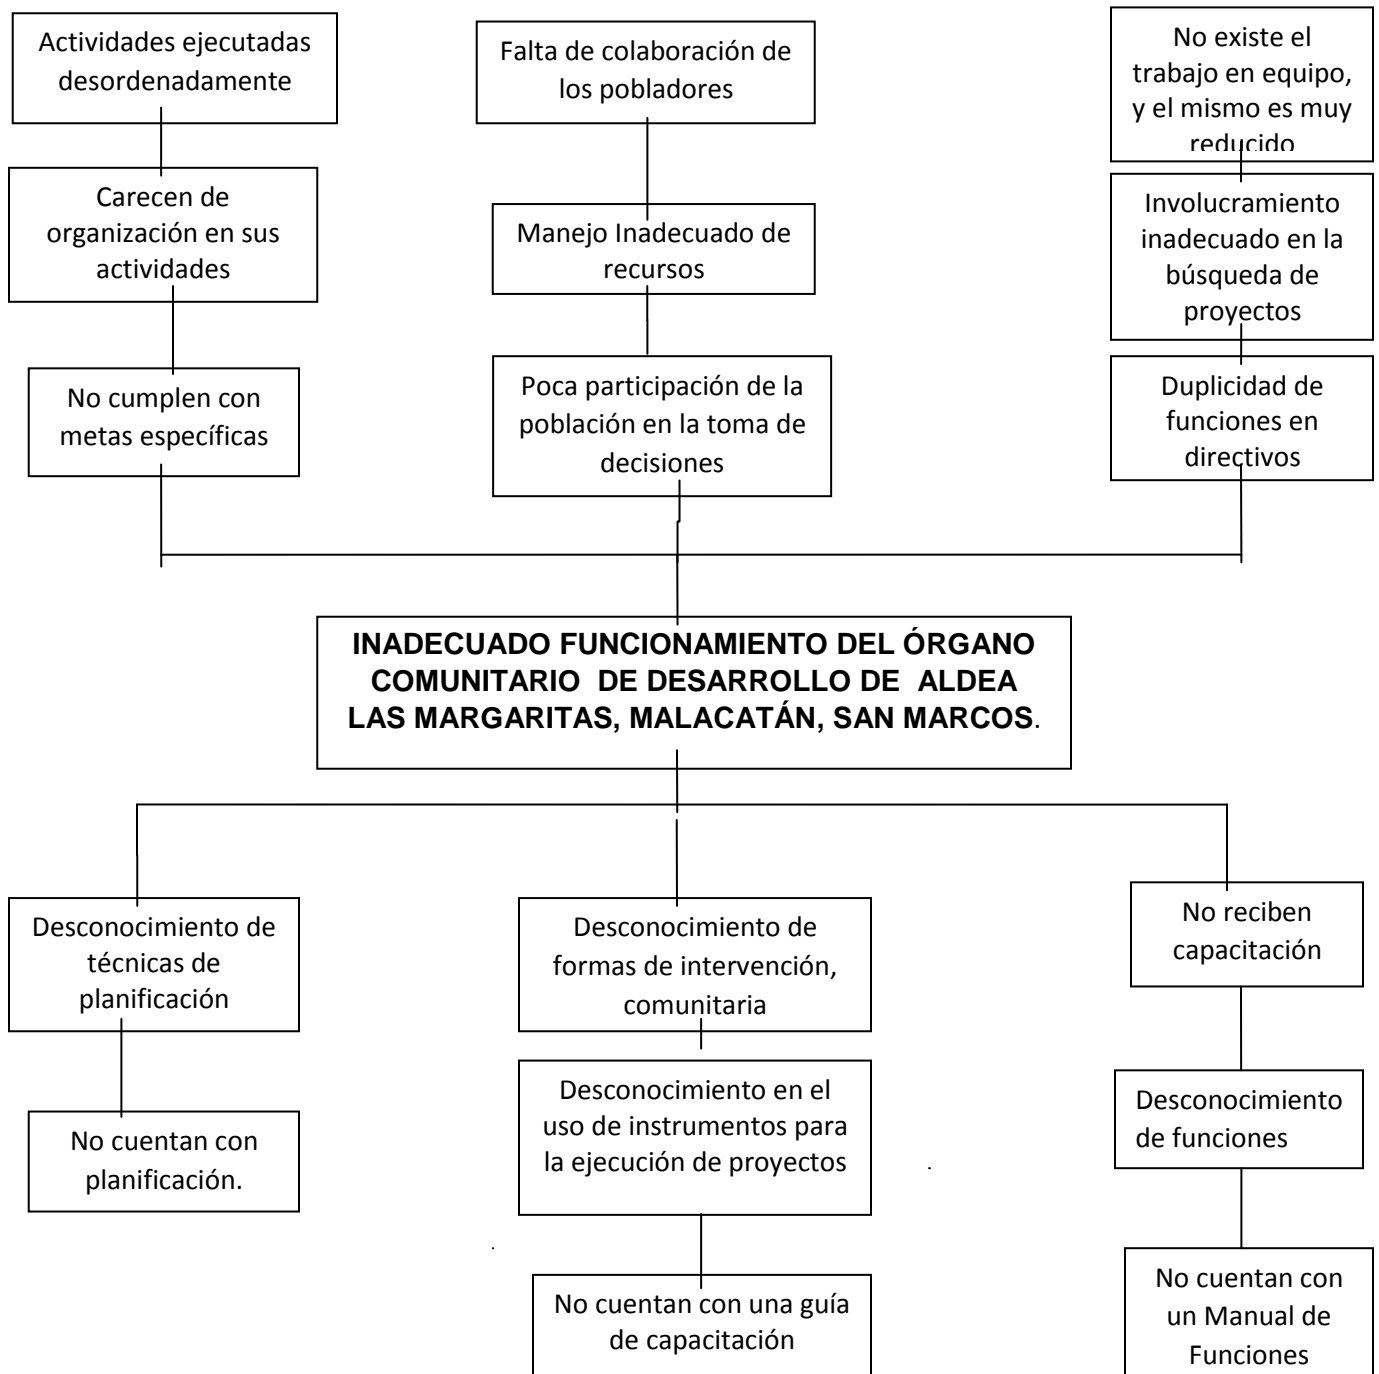 Actividades ejecutadas
desordenadamente
Falta de colaboración de
los pobladores
No existe el
trabajo en equipo,
y el mismo es muy
reducido
Carecen de
organización en sus
actividades
Manejo Inadecuado de
recursos
Involucramiento
inadecuado en la
búsqueda de
proyectos
No cumplen con
metas específicas
Poca participación de la
población en la toma de
decisiones
Duplicidad de
funciones en
directivos
INADECUADO FUNCIONAMIENTO DEL ÓRGANO
COMUNITARIO DE DESARROLLO DE ALDEA
LAS MARGARITAS, MALACATÁN, SAN MARCOS.
Desconocimiento de
técnicas de
planificación
Desconocimiento de
formas de intervención,
comunitaria
No reciben
capacitación
No cuentan con
planificación.
Desconocimiento en el
uso de instrumentos para
la ejecución de proyectos
Desconocimiento
de funciones
No cuentan con una guía
de capacitación
No cuentan con
un Manual de
Funciones